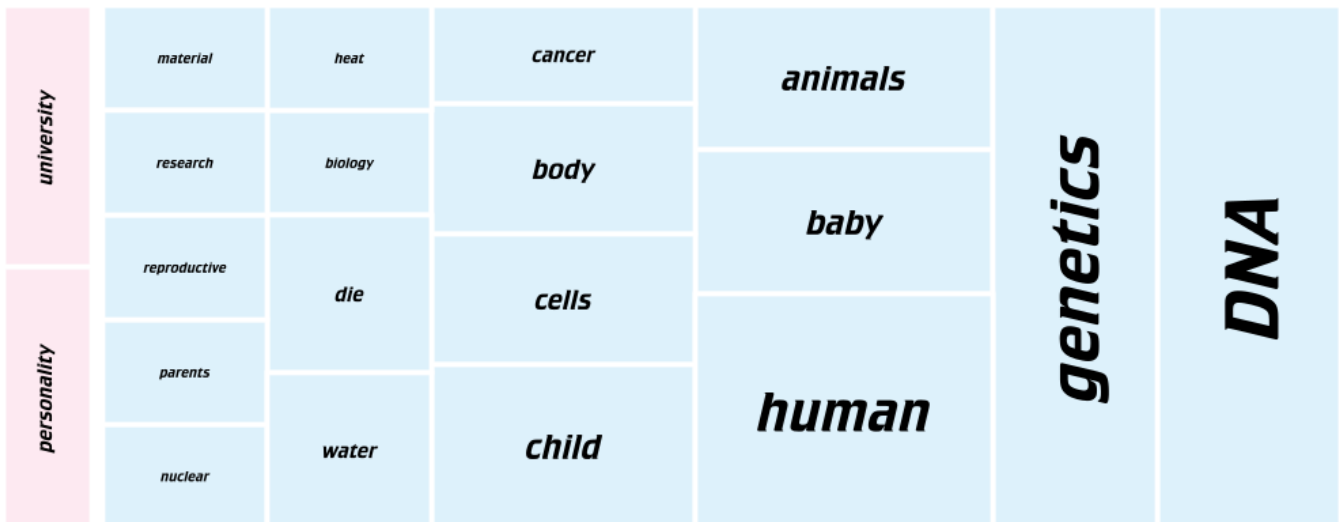 university
personality
material
research
reproductive
parents
nuclear
heat
biology
die
water
cancer
body
cells
child
animals
baby
human
genetics
DNA